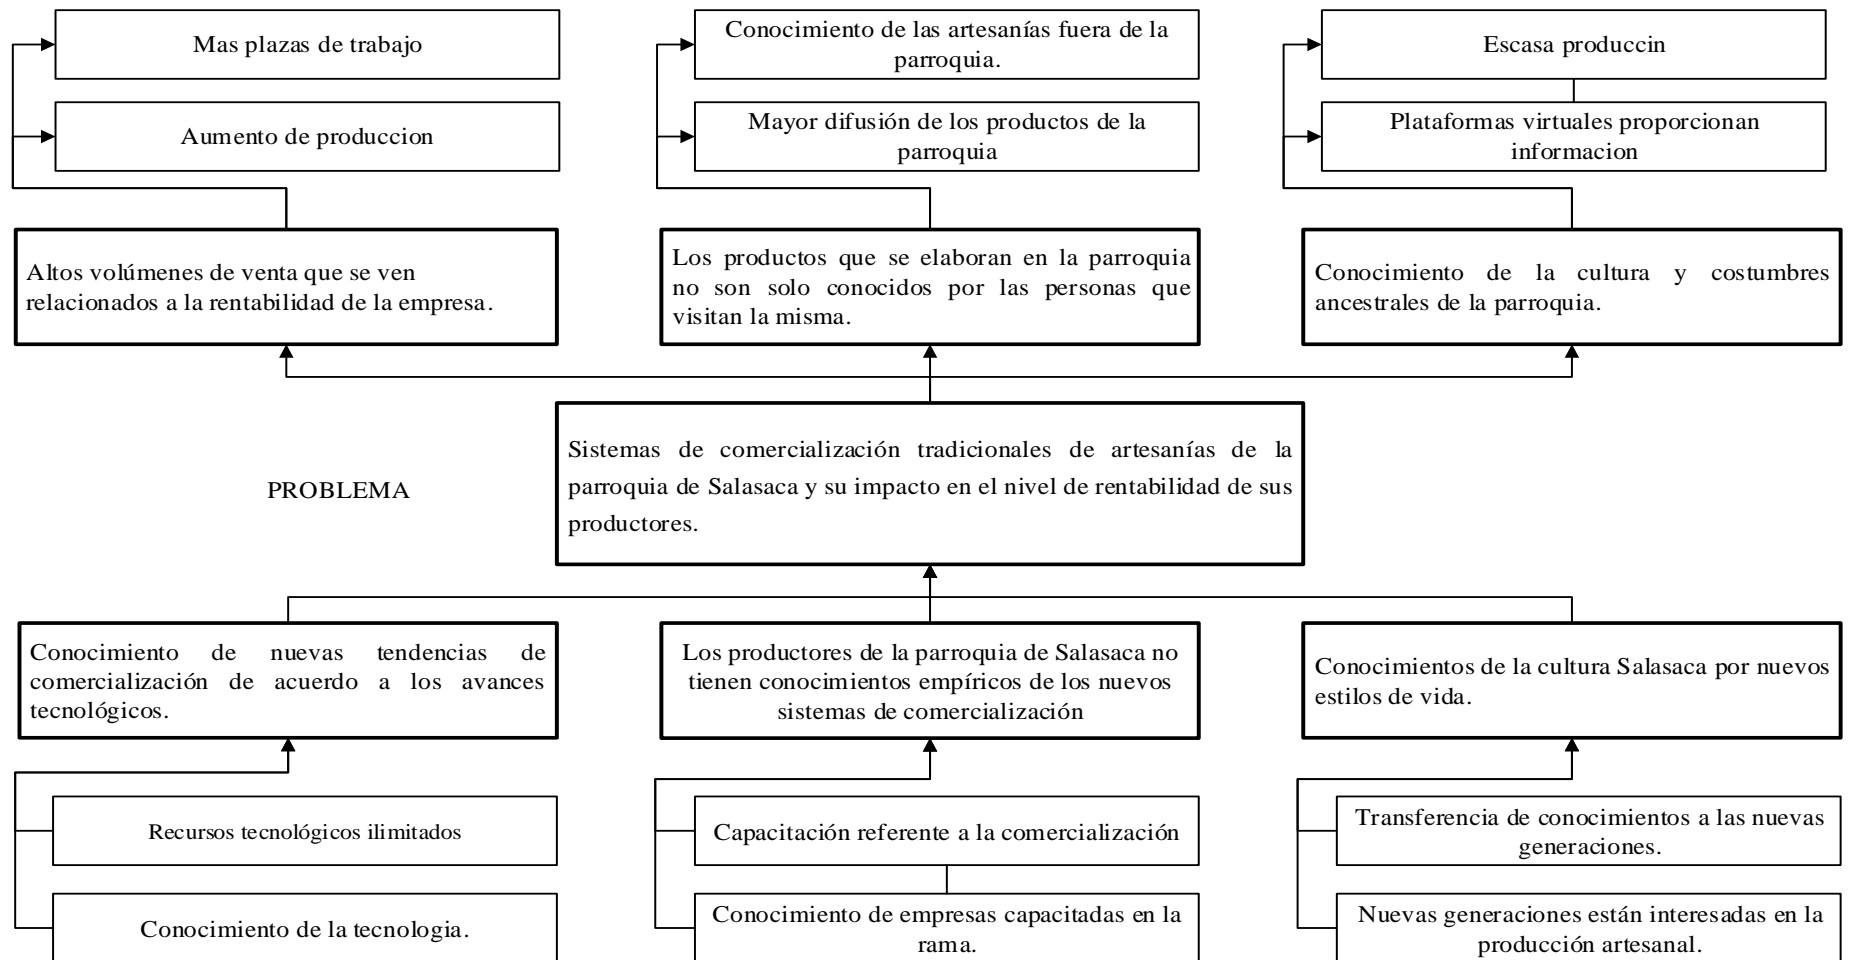 Mas plazas de trabajo
Conocimiento de las artesanías fuera de la
parroquia.
Escasa produccin
Aumento de produccion
Mayor difusión de los productos de la
parroquia
Plataformas virtuales proporcionan
informacion
Altos volúmenes de venta que se ven
relacionados a la rentabilidad de la empresa.
Los productos que se elaboran en la parroquia
no son solo conocidos por las personas que
visitan la misma.
Conocimiento de la cultura y costumbres
ancestrales de la parroquia.
PROBLEMA
Sistemas de comercialización tradicionales de artesanías de la
parroquia de Salasaca y su impacto en el nivel de rentabilidad de sus
productores.
Conocimiento de nuevas tendencias de
comercialización de acuerdo a los avances
tecnológicos.
Los productores de la parroquia de Salasaca no
tienen conocimientos empíricos de los nuevos
sistemas de comercialización
Conocimientos de la cultura Salasaca por nuevos
estilos de vida.
Recursos tecnológicos ilimitados
Capacitación referente a la comercialización
Transferencia de conocimientos a las nuevas
generaciones.
Conocimiento de la tecnologia.
Conocimiento de empresas capacitadas en la
rama.
Nuevas generaciones están interesadas en la
producción artesanal.